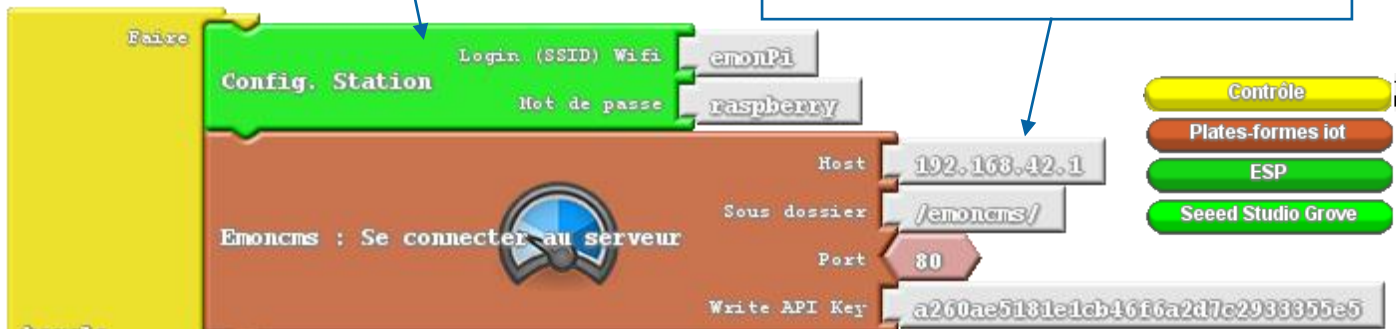 Faire
Login (SSID) Wifi
emonPi
Config. Station
Mot de passe
raspberry
Contrôle
Plates-formes iot
ESP
Seeed Studio Grove
Host
192.168.42.1
Sous dossier
/emoncms/
Emoncms : Se connecter au serveur
Port
80
Write API Key
a260ae5181e1cb46f6a2d7c2933355e5